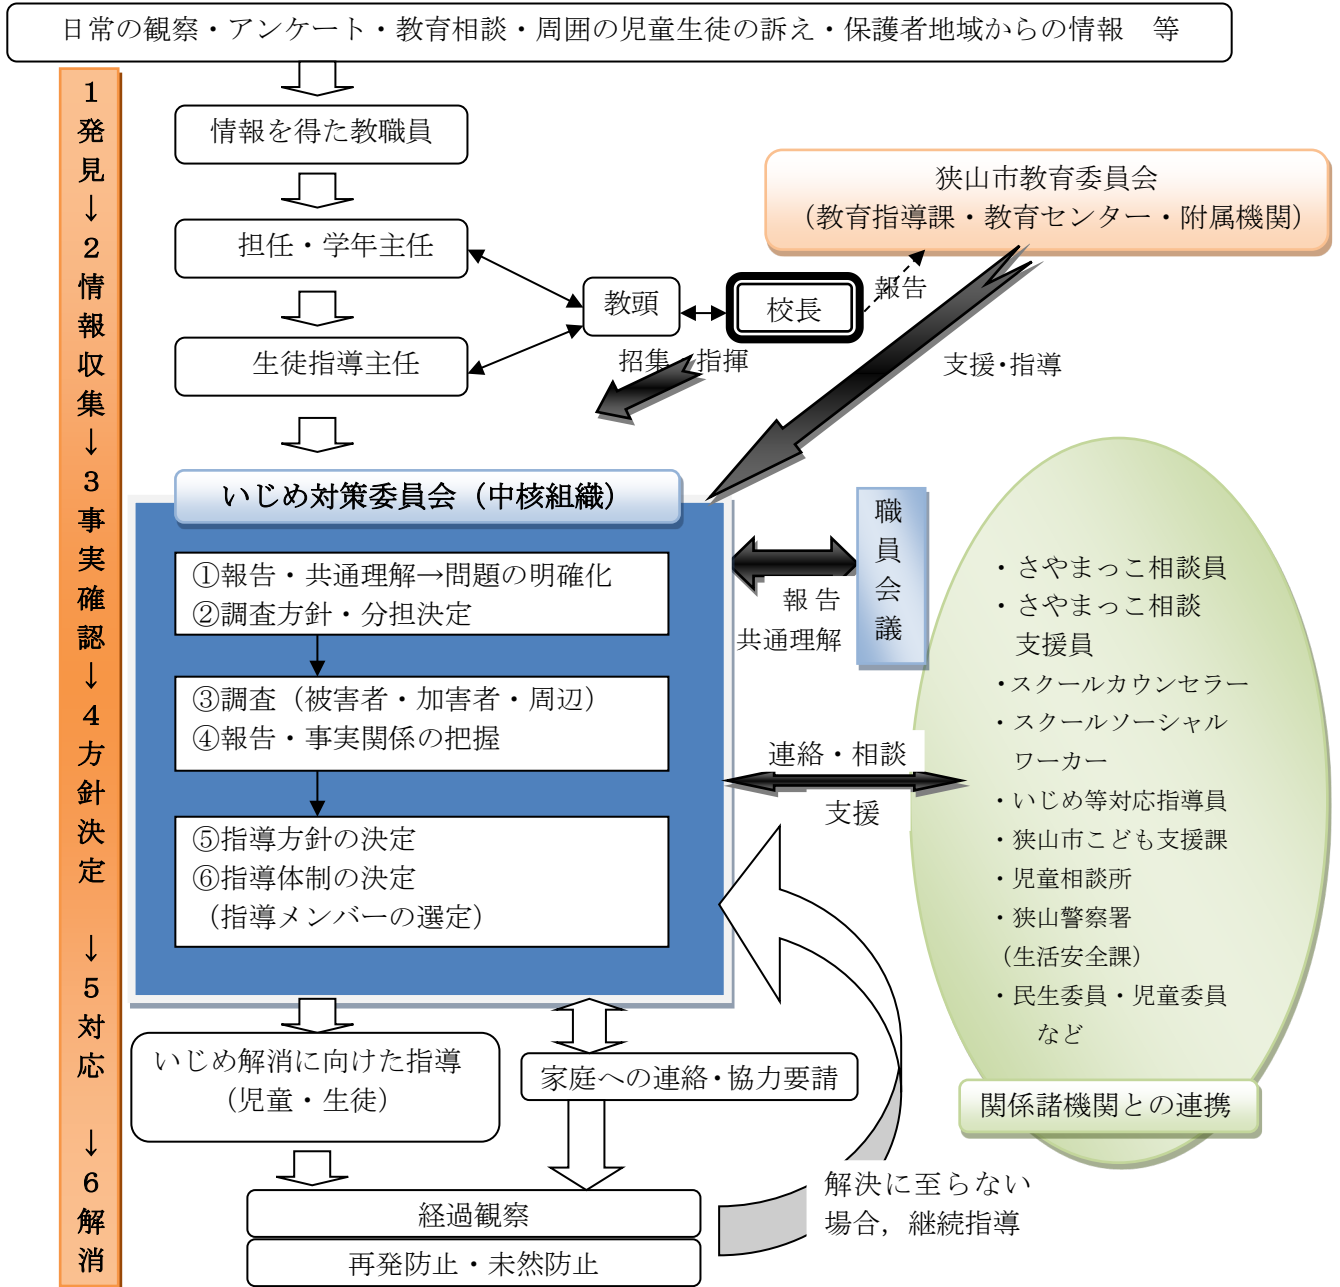 日常の観察・アンケート・教育相談・周囲の児童生徒の訴え・保護者地域からの情報　等
1発見→2情報収集→3事実確認→4方針決定　→5対応　→6解消
情報を得た教職員
担任・学年主任
生徒指導主任
教頭
校長
報告
狭山市教育委員会
（教育指導課・教育センター・附属機関）
招集　指揮
支援・指導
いじめ対策委員会（中核組織）
①報告・共通理解→問題の明確化
②調査方針・分担決定
③調査（被害者・加害者・周辺）
④報告・事実関係の把握
⑤指導方針の決定
⑥指導体制の決定
（指導メンバーの選定）
職員会議
報 告
共通理解
連絡・相談
支援
・さやまっこ相談員
・さやまっこ相談
支援員
・スクールカウンセラー
・スクールソーシャル
ワーカー
・いじめ等対応指導員
・狭山市こども支援課
・児童相談所
・狭山警察署
（生活安全課）
・民生委員・児童委員
など
関係諸機関との連携
いじめ解消に向けた指導
（児童・生徒）
家庭への連絡・協力要請
経過観察
再発防止・未然防止
解決に至らない
場合，継続指導